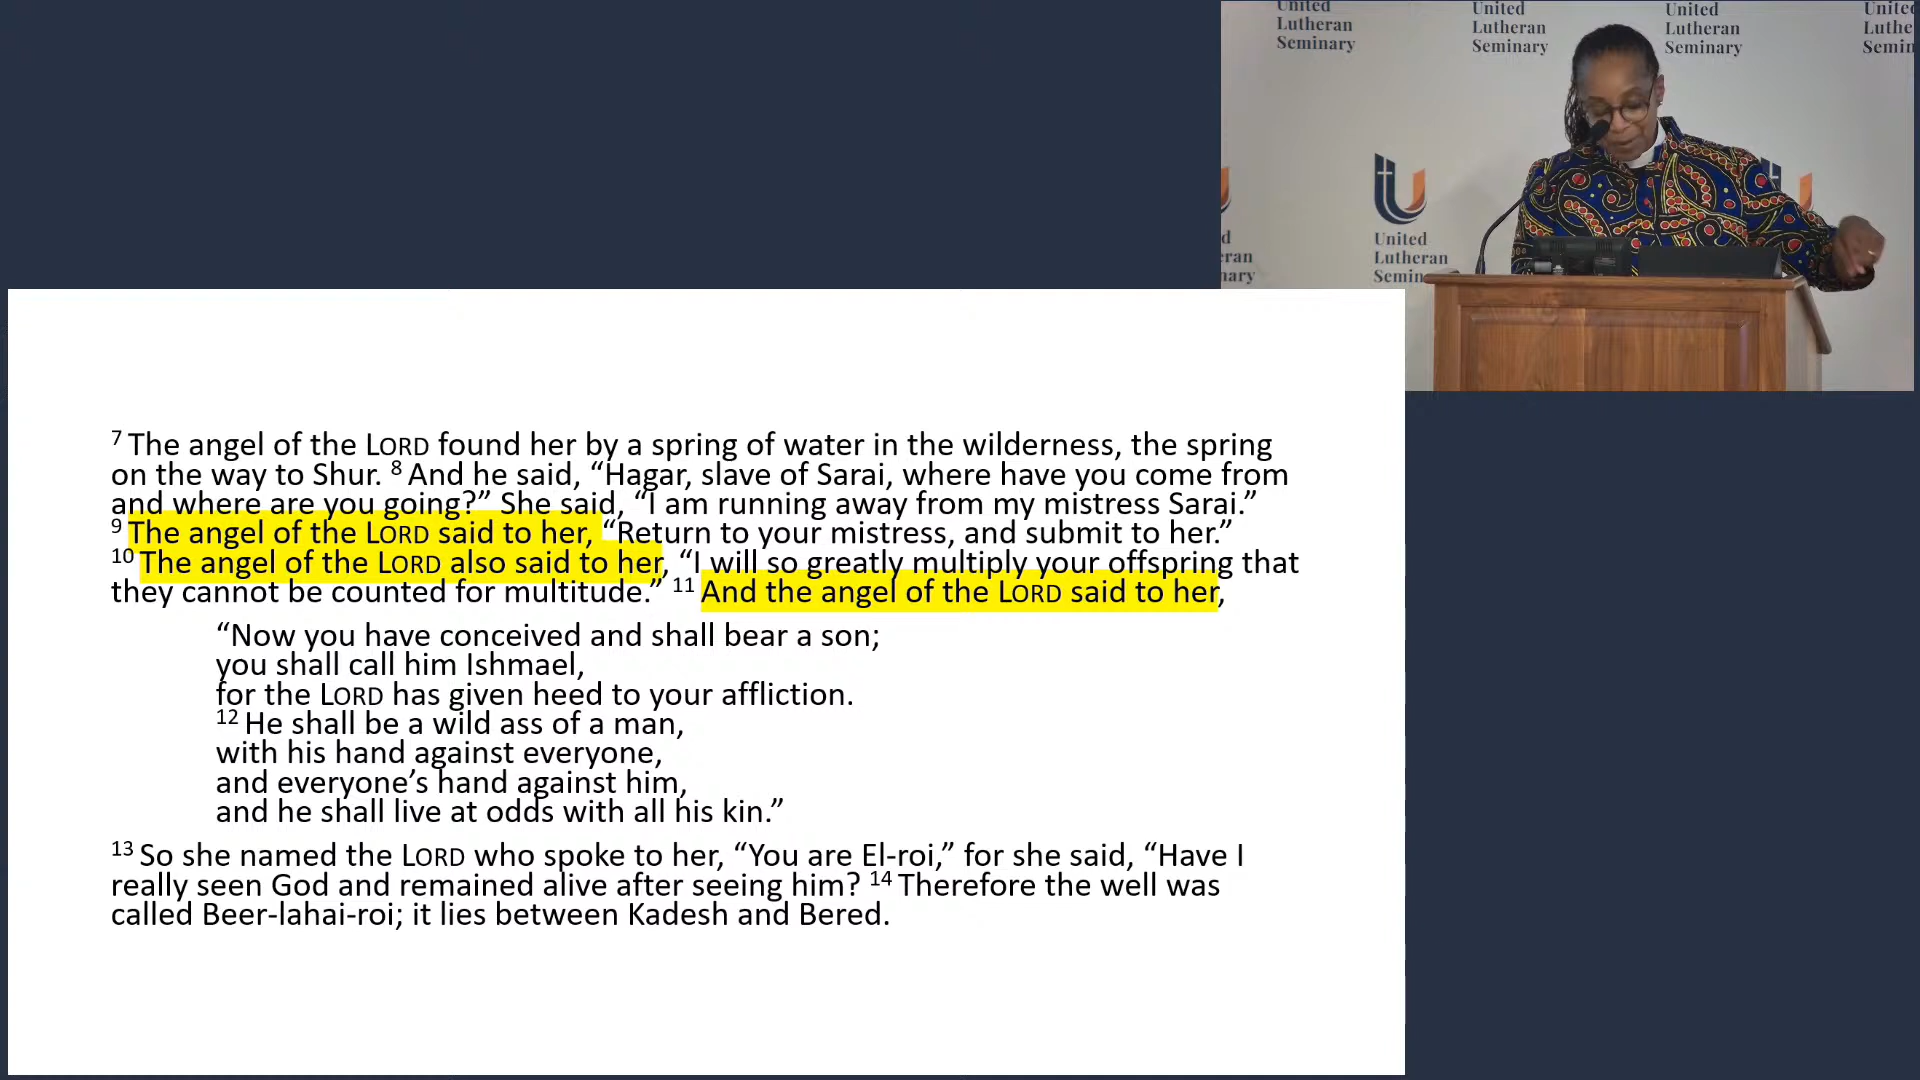 United
Lutheran
Seminary
United
Lutheran
Seminary
United
Lutheran
Seminary
United
Luthe
Semin
United
Lutheran
Semin
d
eran
nary
7 The angel of the LORD found her by a spring of water in the wilderness, the spring
on the way to Shur. 8 And he said, “Hagar, slave of Sarai, where have you come from
and where are you going?” She said, “I am running away from my mistress Sarai.”
9 The angel of the LORD said to her, “Return to your mistress, and submit to her.”
10 The angel of the LORD also said to her, “I will so greatly multiply your offspring that
they cannot be counted for multitude.” 11 And the angel of the LORD said to her,
“Now you have conceived and shall bear a son;
you shall call him Ishmael,
for the LORD has given heed to your affliction.
12 He shall be a wild ass of a man,
with his hand against everyone,
and everyone’s hand against him,
and he shall live at odds with all his kin.”
13 So she named the LORD who spoke to her, “You are El-roi,” for she said, “Have I
really seen God and remained alive after seeing him? 14 Therefore the well was
called Beer-lahai-roi; it lies between Kadesh and Bered.